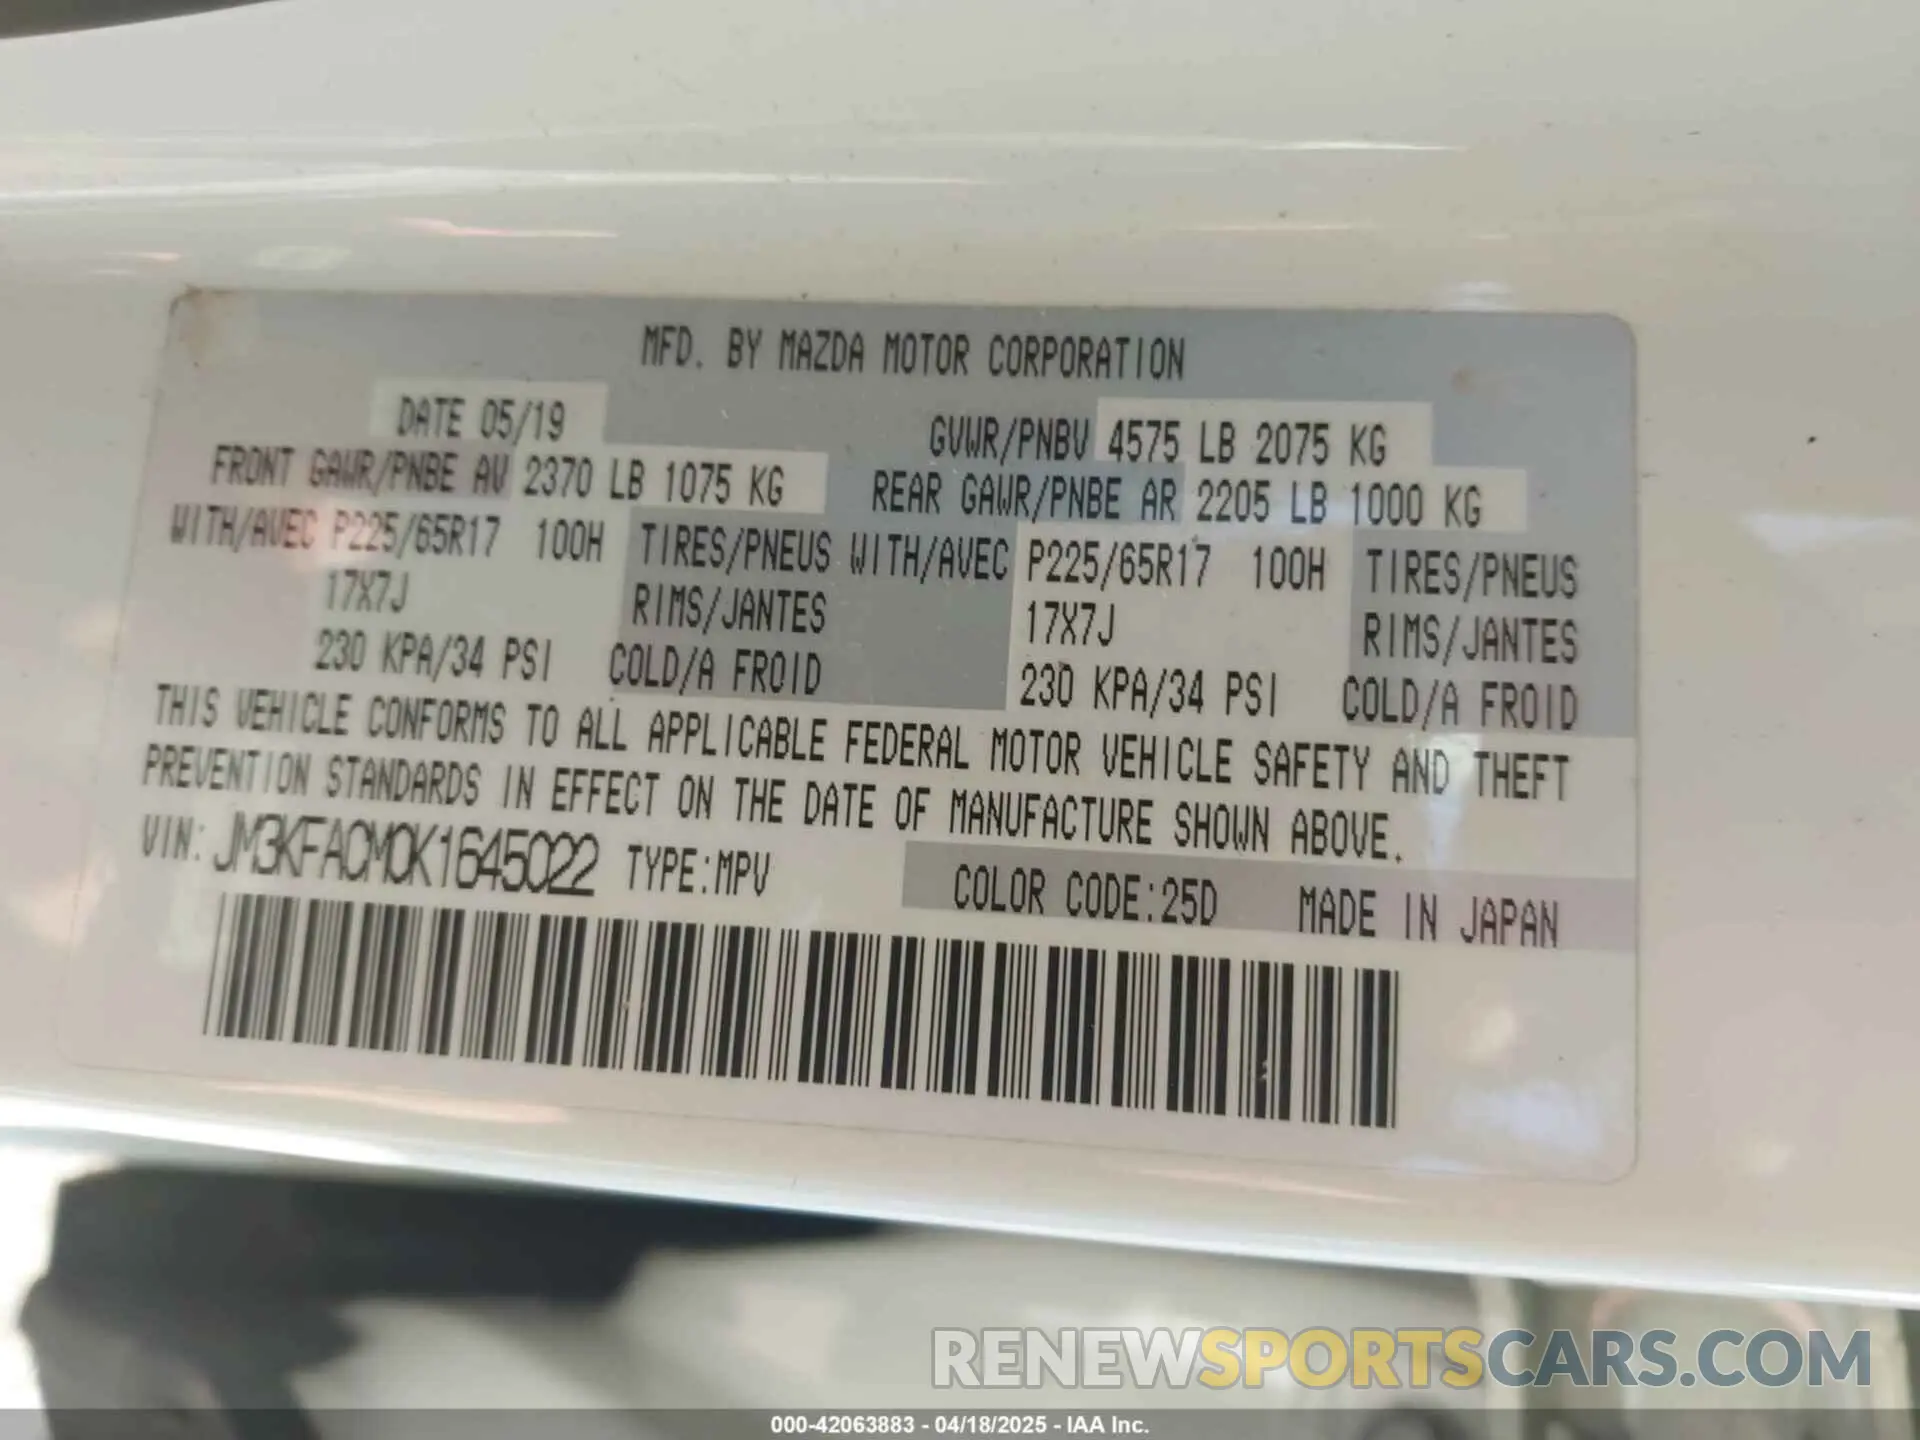 MFD. BY MAZDA MOTOR CORPORATION
DATE 05/19 GVWR/PNBV 4575 LB 2075 KG
FRONT GAWR/PNBE AV 2370 LB 1075 KG REAR GAWR/PNBE AR 2205 LB 1000 KG
WITH/AVEC P225/65R17 100H TIRES/PNEUS WITH/AVEC P225/65R17 100H TIRES/PNEUS
17X7J RIMS/JANTES 17X7J RIMS/JANTES
230 KPA/34 PSI COLD/A FROID 230 KPA/34 PSI COLD/A FROID
THIS VEHICLE CONFORMS TO ALL APPLICABLE FEDERAL MOTOR VEHICLE SAFETY AND THEFT
PREVENTION STANDARDS IN EFFECT ON THE DATE OF MANUFACTURE SHOWN ABOVE.
VIN: JM3KFACM0K1645022 TYPE:MPV COLOR CODE:25D MADE IN JAPAN
RENEWSPORTSCARS.COM
000-42063883 - 04/18/2025 - IAA Inc.